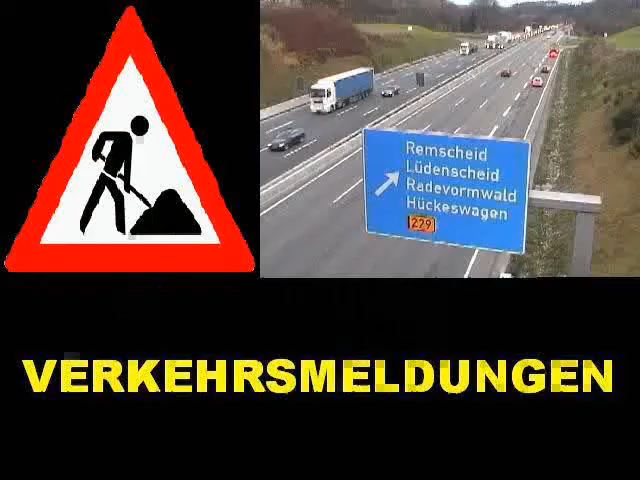 Remscheid
Lüdenscheid
Radevormwald
Hückeswagen
229
VERKEHRSMELDUNGEN